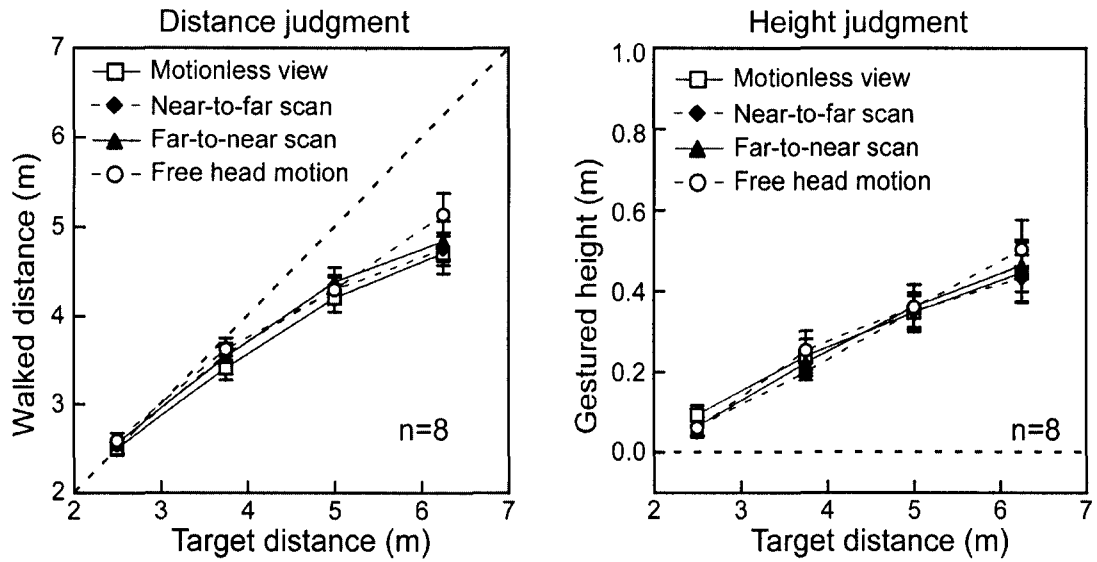 Distance judgment
7
6
5
4
3
2
Walked distance (m)
Motionless view
Near-to-far scan
Far-to-near scan
Free head motion
n=8
2 3 4 5 6 7
Target distance (m)
Height judgment
1.0
0.8
0.6
0.4
0.2
0.0
Gestured height (m)
Motionless view
Near-to-far scan
Far-to-near scan
Free head motion
n=8
2 3 4 5 6 7
Target distance (m)